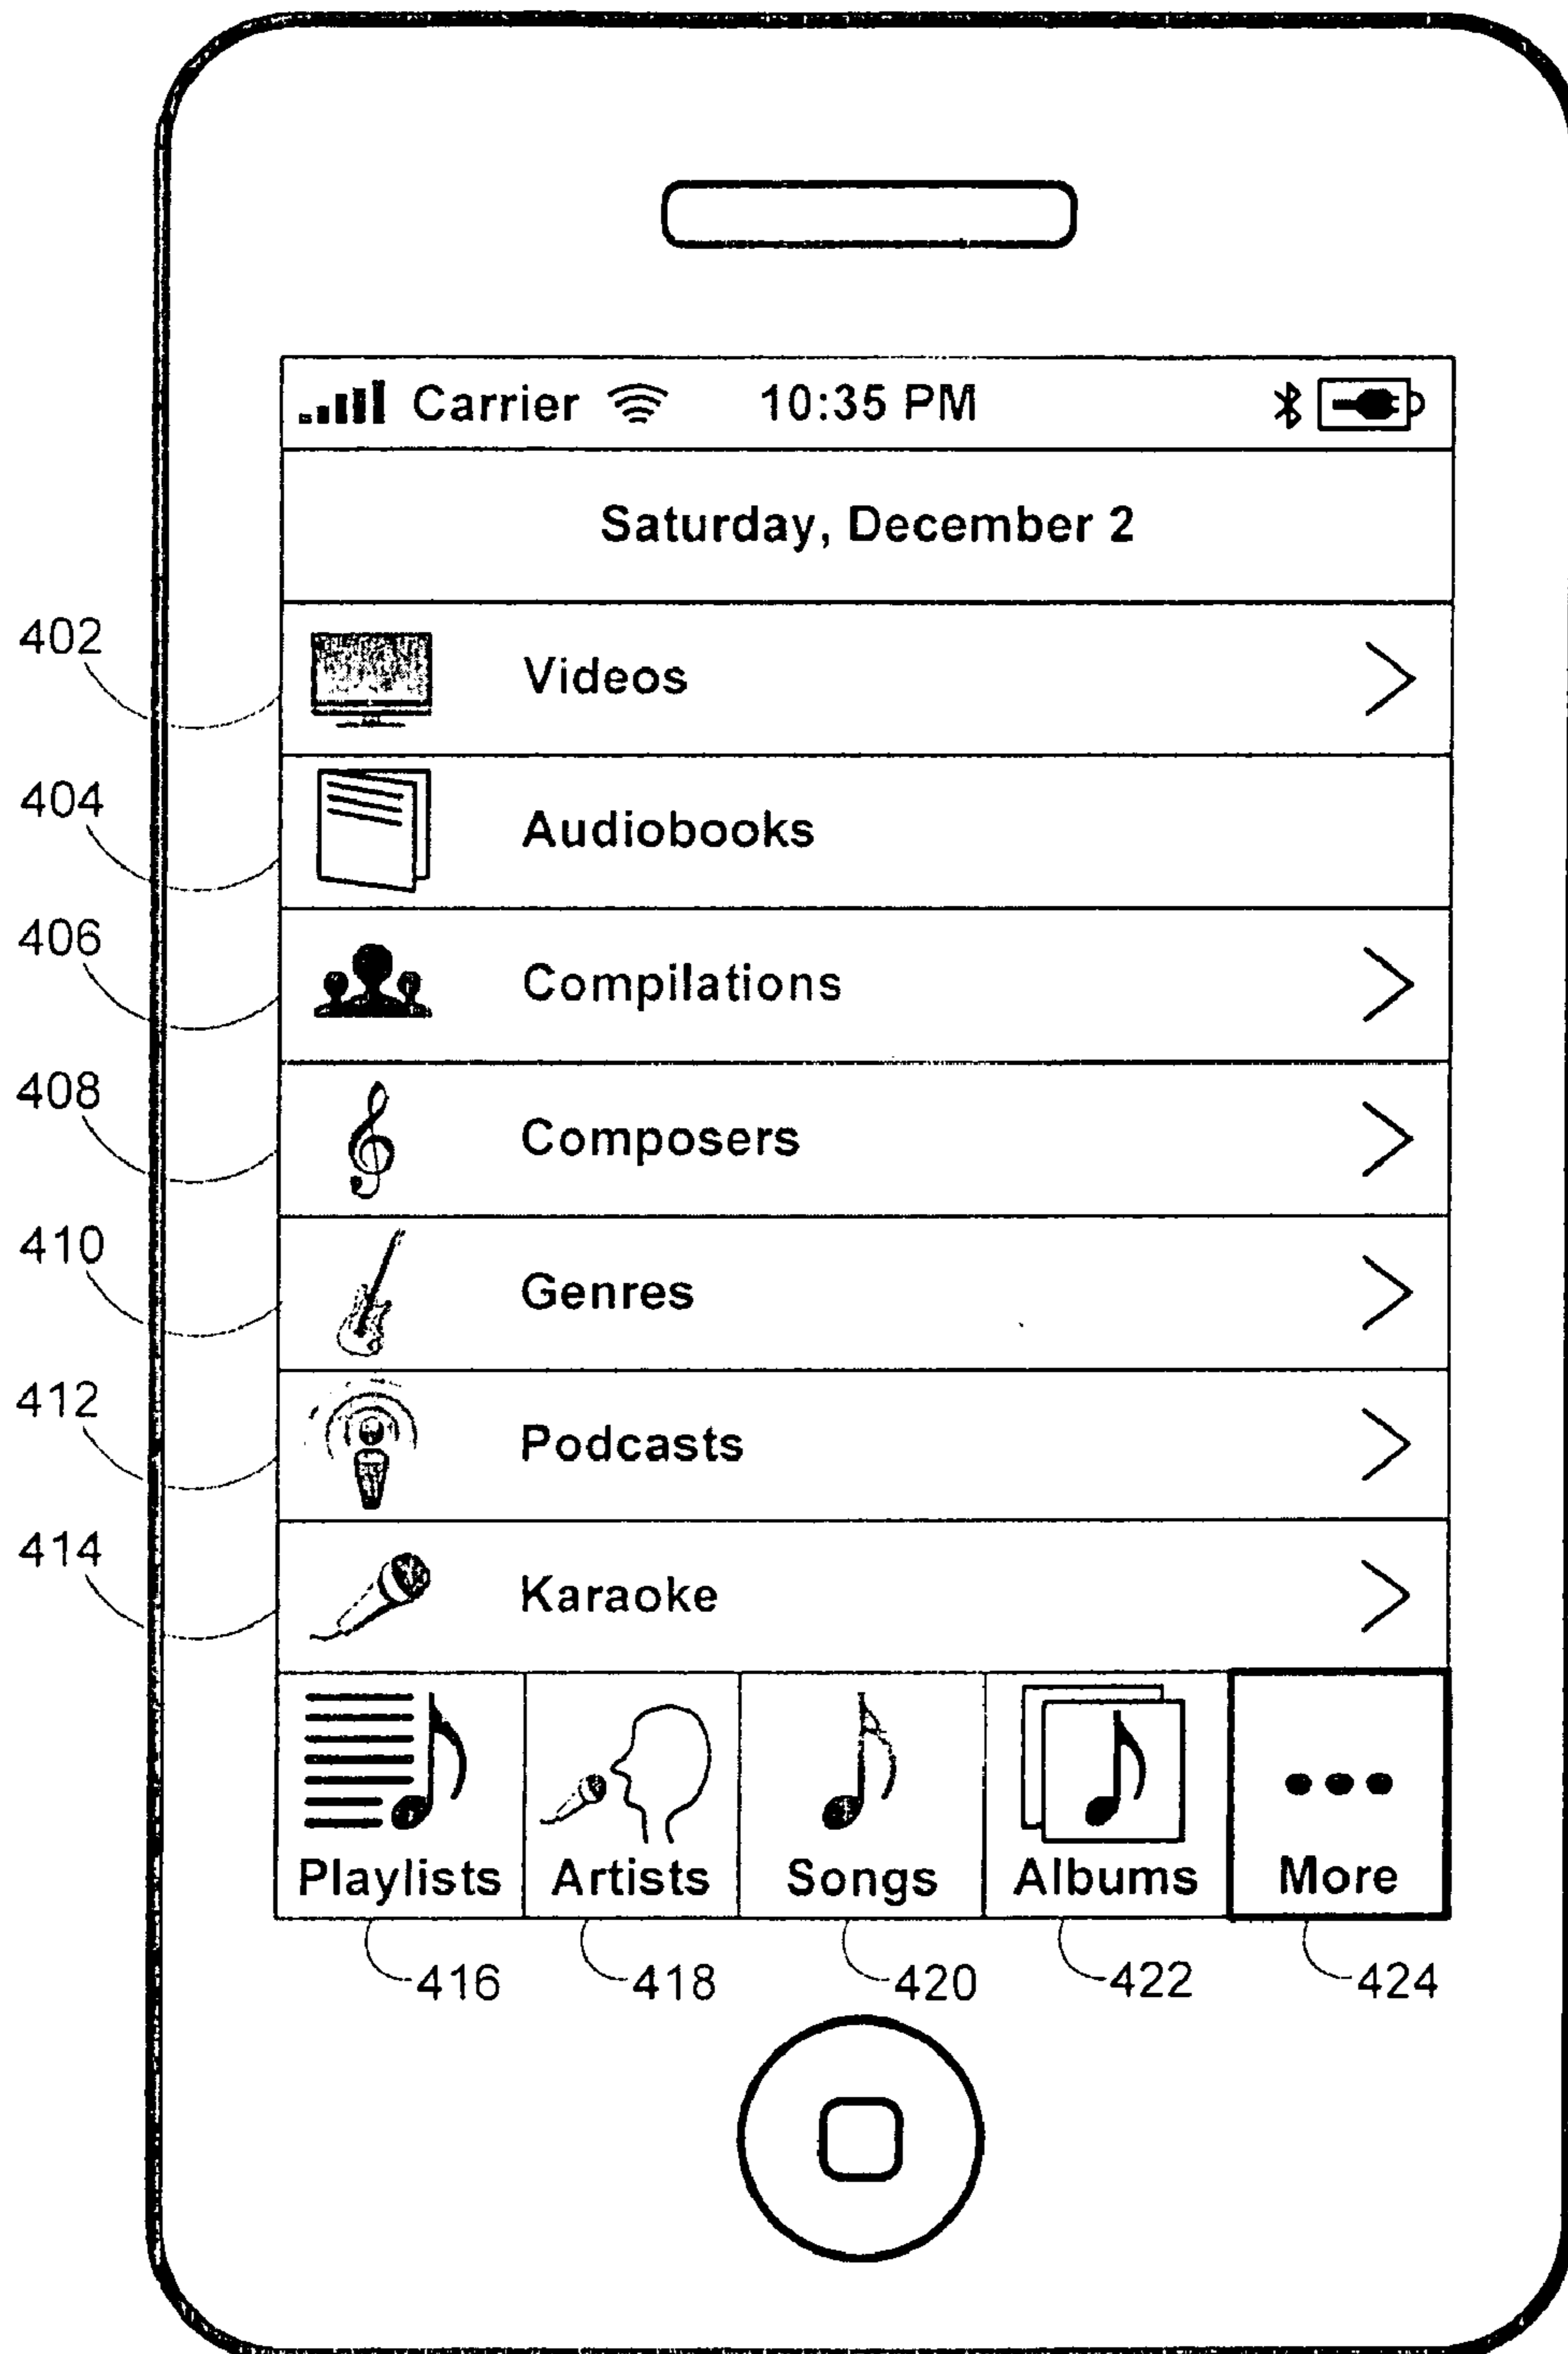 Carrier 10:35 PM
Saturday, December 2
402 Videos
404 Audiobooks
406 Compilations
408 Composers
410 Genres
412 Podcasts
414 Karaoke
Playlists Artists Songs Albums More
416 418 420 422 424